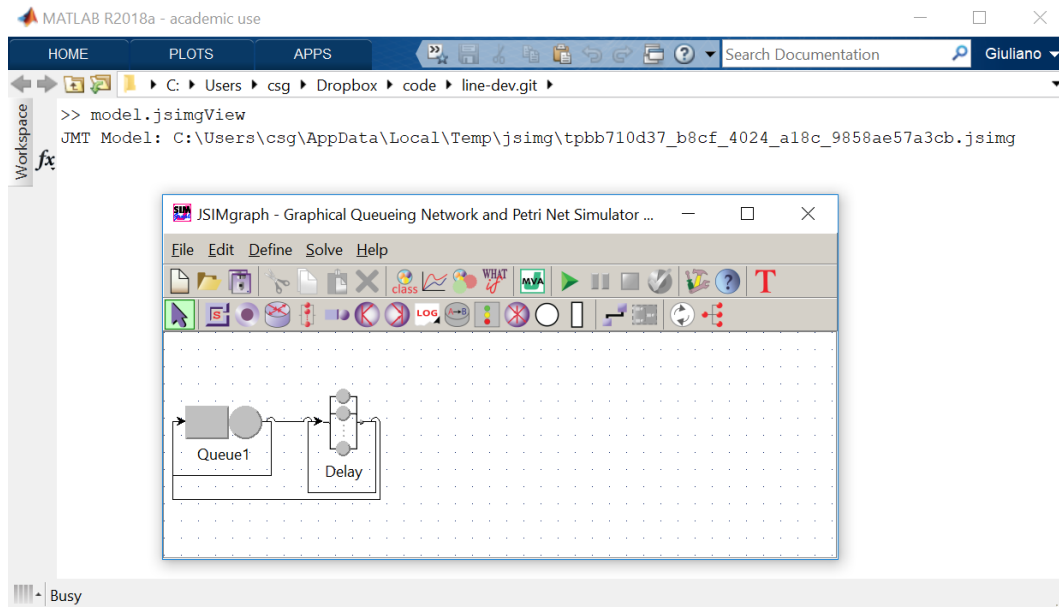 MATLAB R2018a - academic use
HOME PLOTS APPS Search Documentation Giuliano
C: Users csg Dropbox code line-dev.git
Workspace
fx
>> model.jsimgView
JMT Model: C:\Users\csg\AppData\Local\Temp\jsimg\tpbb710d37_b8cf_4024_a18c_9858ae57a3cb.jsimg
SIM JSIMgraph - Graphical Queueing Network and Petri Net Simulator ...
File Edit Define Solve Help
class WHAT IF MVA ? T
S LOG A→B
Queue1
Delay
Busy